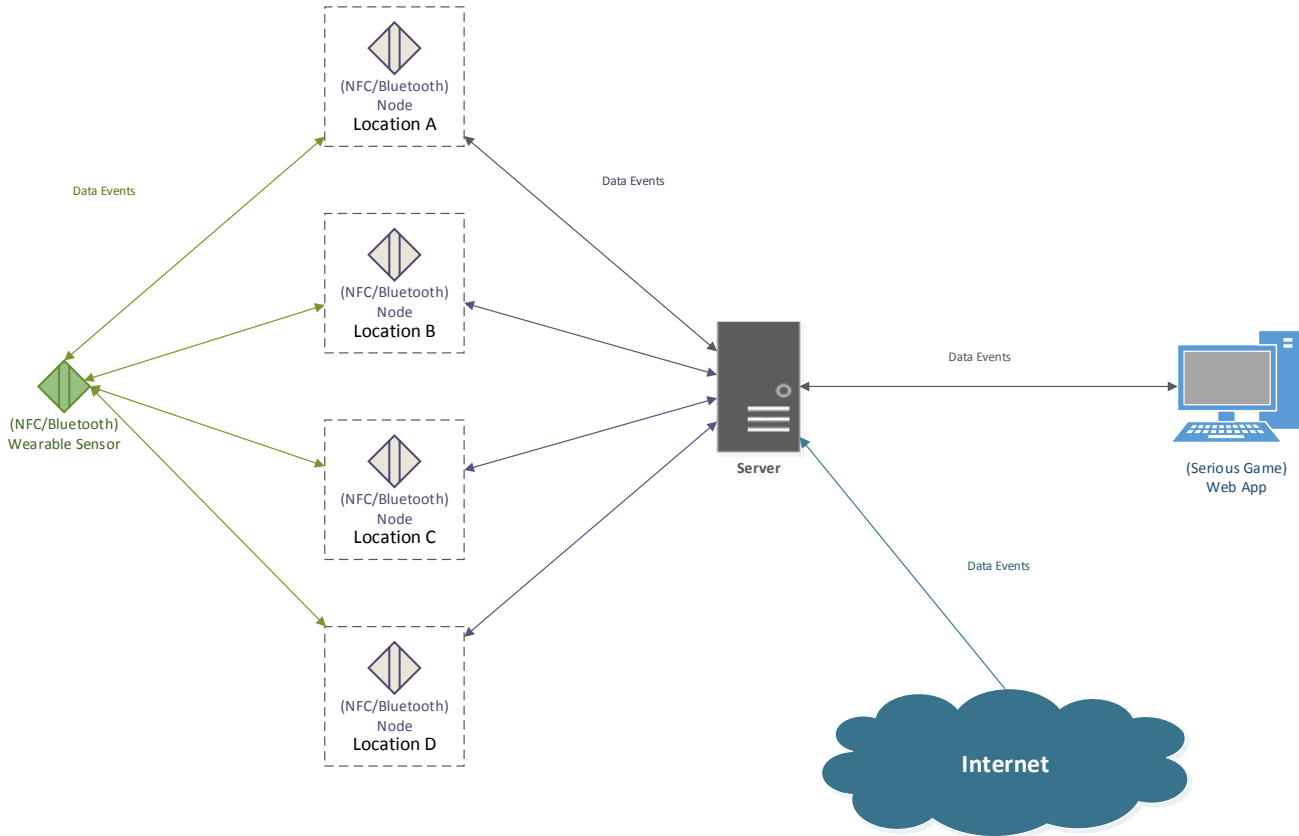 (NFC/Bluetooth)
Node
Location A
Data Events
Data Events
(NFC/Bluetooth)
Node
Location B
Data Events
(NFC/Bluetooth)
Wearable Sensor
(NFC/Bluetooth)
Node
Location C
Server
(Serious Game)
Web App
Data Events
(NFC/Bluetooth)
Node
Location D
Internet